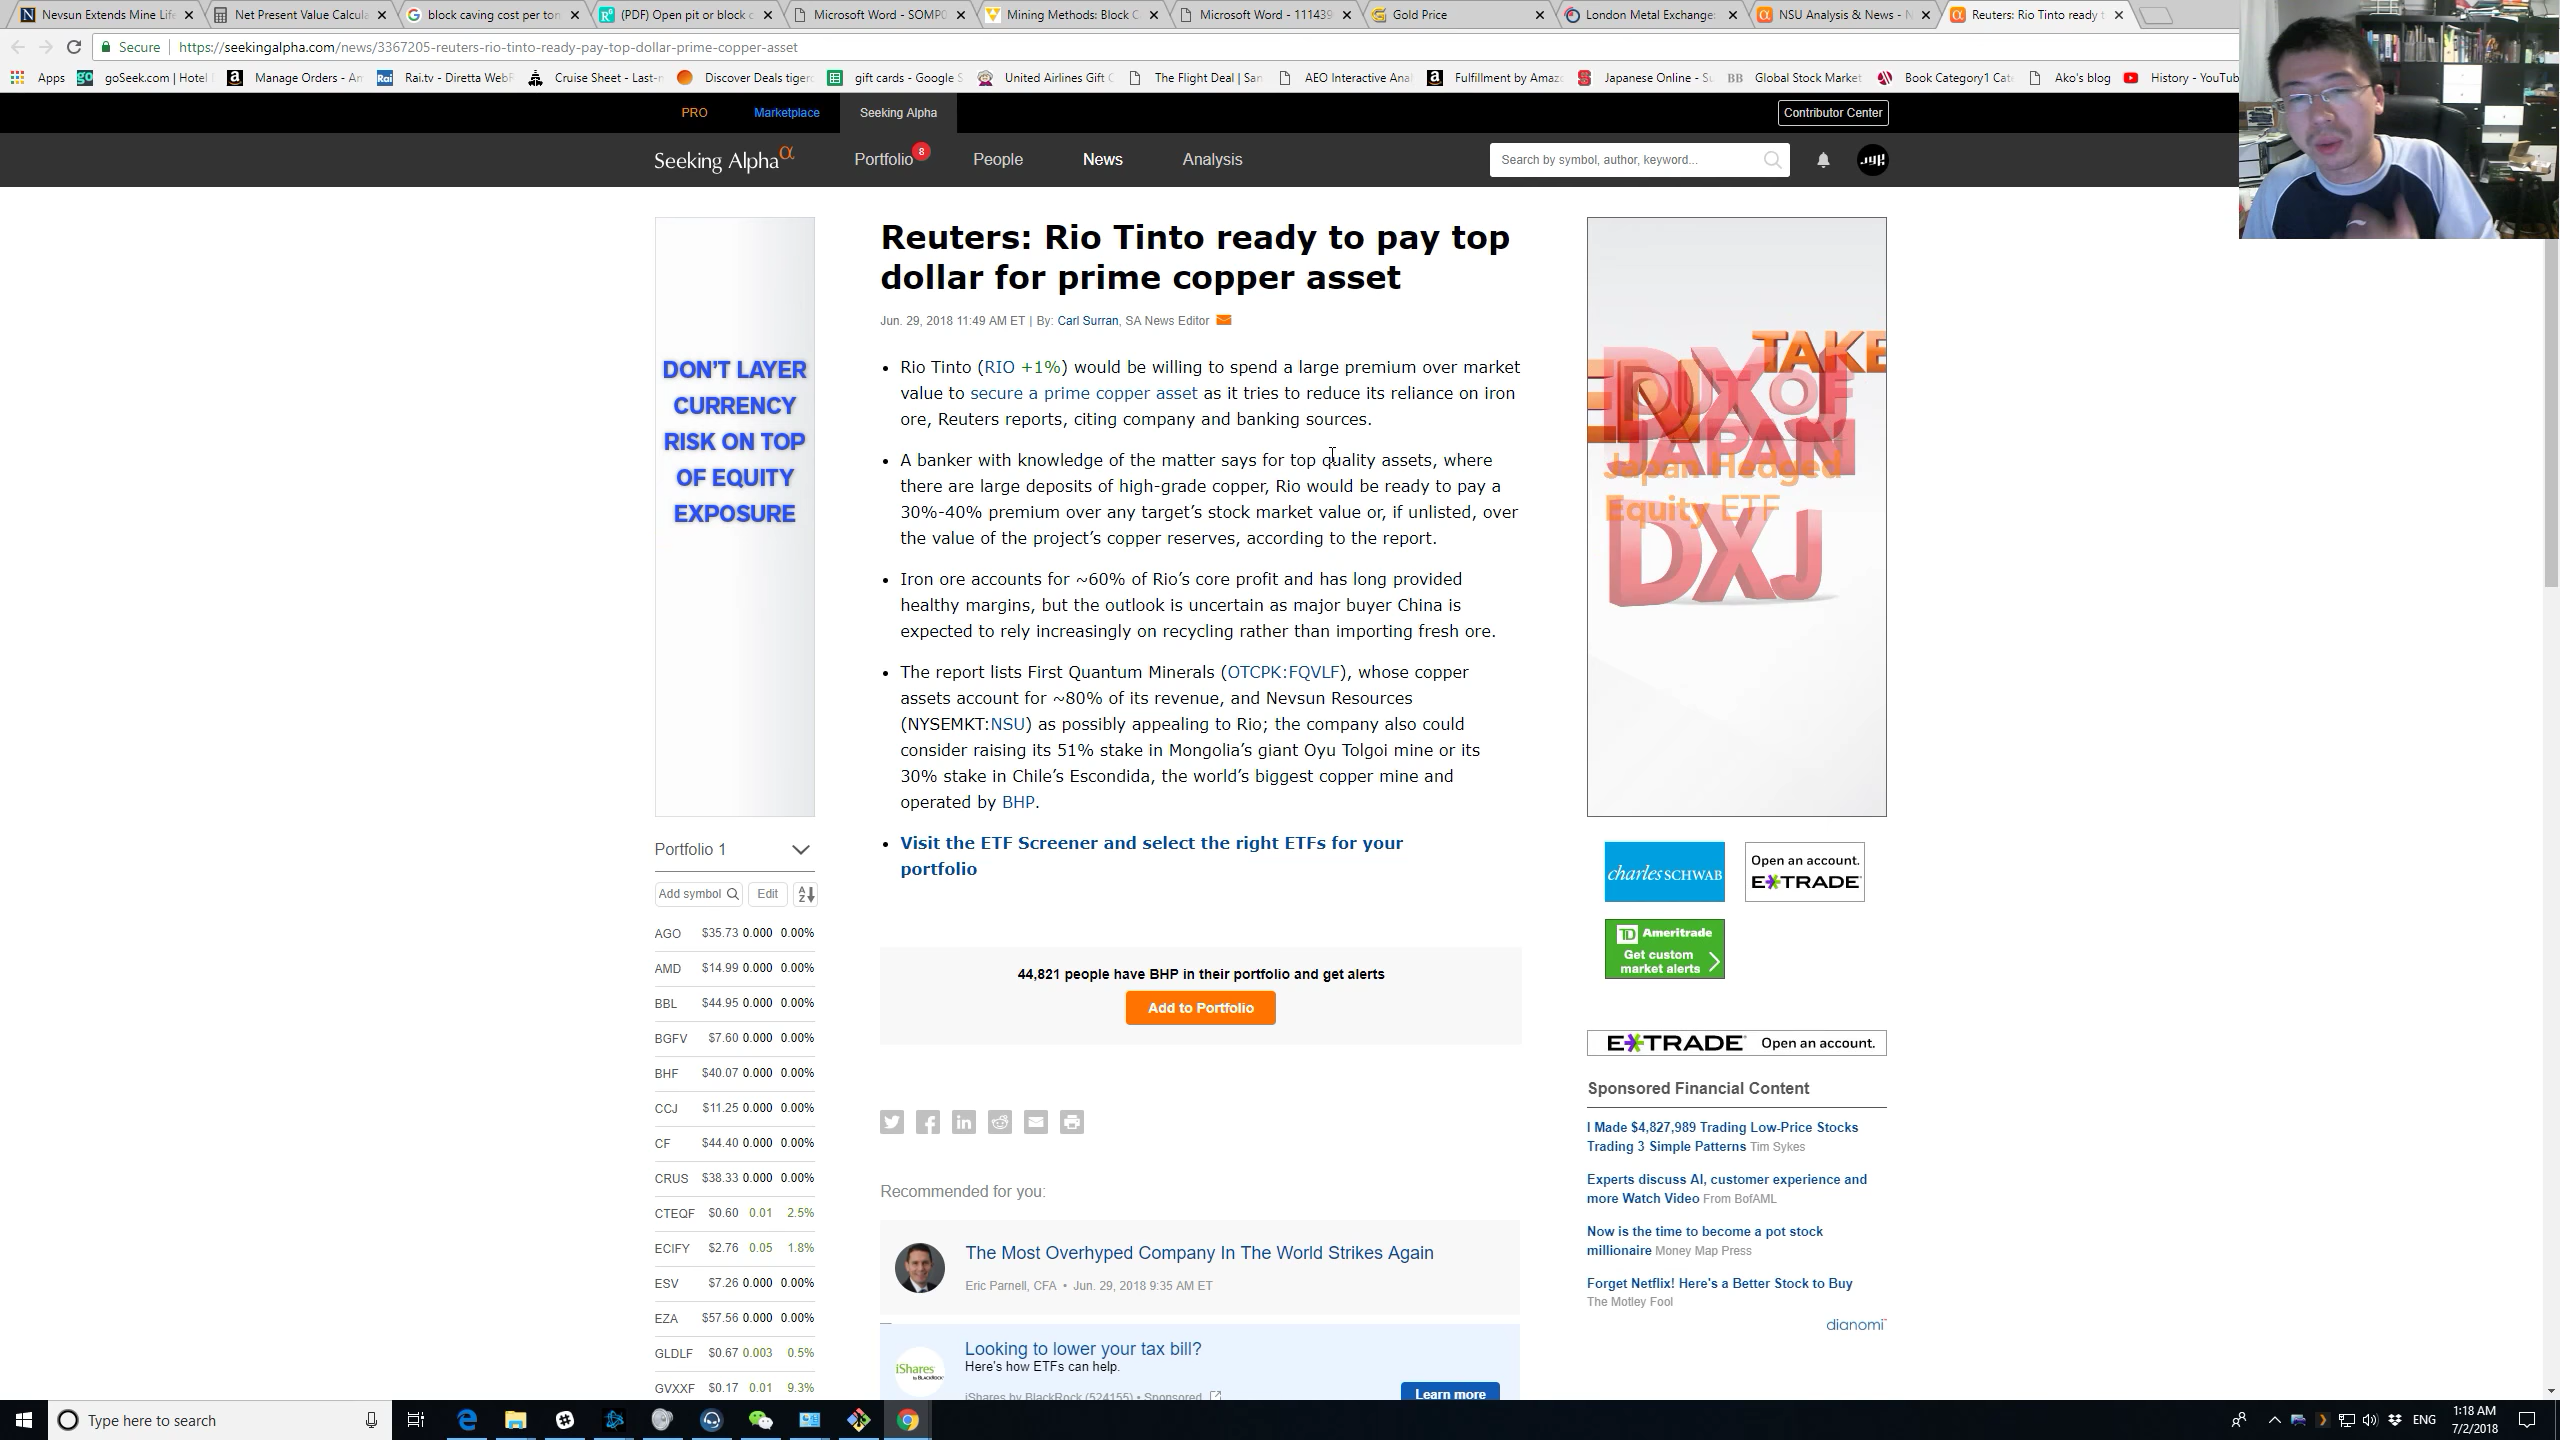 Nevsun Extends Mine Life
Net Present Value Calcula
block caving cost per ton
(PDF) Open pit or block c
Microsoft Word - SOMP0
Mining Methods: Block C
Microsoft Word - 111439
Gold Price
London Metal Exchange:
NSU Analysis & News - N
Reuters: Rio Tinto ready t
Secure
https://seekingalpha.com/news/3367205-reuters-rio-tinto-ready-pay-top-dollar-prime-copper-asset
Apps
goSeek.com | Hotel
Manage Orders - Am
Rai.tv - Diretta WebR
Cruise Sheet - Last-m
Discover Deals tiger
gift cards - Google S
United Airlines Gift C
The Flight Deal | San
AEO Interactive Anal
Fulfillment by Amazo
Japanese Online - Su
Global Stock Market
Book Category1 Cat
Ako's blog
History - YouTub
PRO
Marketplace
Seeking Alpha
Contributor Center
Seeking Alpha α
Portfolio 8
People
News
Analysis
Search by symbol, author, keyword...
Reuters: Rio Tinto ready to pay top
dollar for prime copper asset
Jun. 29, 2018 11:49 AM ET | By: Carl Surran, SA News Editor
Rio Tinto (RIO +1%) would be willing to spend a large premium over market
value to secure a prime copper asset as it tries to reduce its reliance on iron
ore, Reuters reports, citing company and banking sources.
A banker with knowledge of the matter says for top quality assets, where
there are large deposits of high-grade copper, Rio would be ready to pay a
30%-40% premium over any target's stock market value or, if unlisted, over
the value of the project's copper reserves, according to the report.
Iron ore accounts for ~60% of Rio's core profit and has long provided
healthy margins, but the outlook is uncertain as major buyer China is
expected to rely increasingly on recycling rather than importing fresh ore.
The report lists First Quantum Minerals (OTCPK:FQVLF), whose copper
assets account for ~80% of its revenue, and Nevsun Resources
(NYSEMKT:NSU) as possibly appealing to Rio; the company also could
consider raising its 51% stake in Mongolia's giant Oyu Tolgoi mine or its
30% stake in Chile's Escondida, the world's biggest copper mine and
operated by BHP.
Visit the ETF Screener and select the right ETFs for your
portfolio
44,821 people have BHP in their portfolio and get alerts
Add to Portfolio
Recommended for you:
The Most Overhyped Company In The World Strikes Again
Eric Parnell, CFA • Jun. 29, 2018 9:35 AM ET
iShares
by BLACKROCK
Looking to lower your tax bill?
Here's how ETFs can help.
iShares by BlackRock (524155) • Sponsored
Learn more
DON'T LAYER
CURRENCY
RISK ON TOP
OF EQUITY
EXPOSURE
Portfolio 1
Add symbol
Edit
AGO $35.73 0.000 0.00%
AMD $14.99 0.000 0.00%
BBL $44.95 0.000 0.00%
BGFV $7.60 0.000 0.00%
BHF $40.07 0.000 0.00%
CCJ $11.25 0.000 0.00%
CF $44.40 0.000 0.00%
CRUS $38.33 0.000 0.00%
CTEQF $0.60 0.01 2.5%
ECIFY $2.76 0.05 1.8%
ESV $7.26 0.000 0.00%
EZA $57.56 0.000 0.00%
GLDLF $0.67 0.003 0.5%
GVXXF $0.17 0.01 9.3%
TAKE
OUT OF
JAPAN
Japan Hedged
Equity ETF
DXJ
charles SCHWAB
Open an account.
E*TRADE
TD Ameritrade
Get custom
market alerts
E*TRADE Open an account.
Sponsored Financial Content
I Made $4,827,989 Trading Low-Price Stocks
Trading 3 Simple Patterns Tim Sykes
Experts discuss AI, customer experience and
more Watch Video From BofAML
Now is the time to become a pot stock
millionaire Money Map Press
Forget Netflix! Here's a Better Stock to Buy
The Motley Fool
dianomi
Type here to search
ENG
1:18 AM
7/2/2018